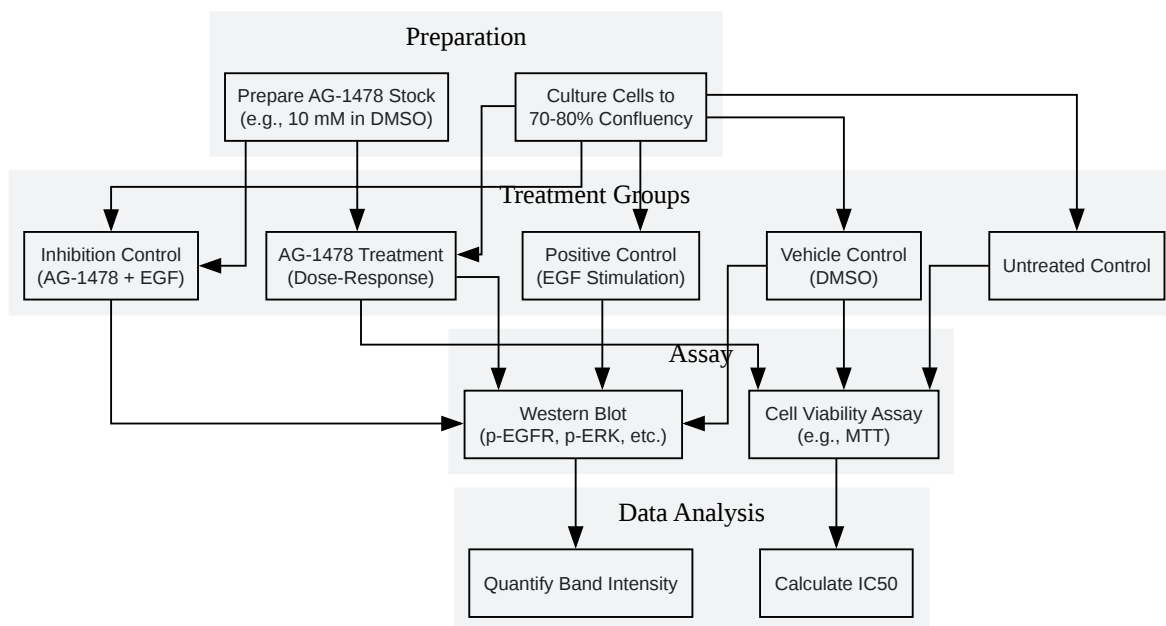 Preparation
Prepare AG-1478 Stock
(e.g., 10 mM in DMSO)
Culture Cells to
70-80% Confluency
Treatment Groups
Inhibition Control
(AG-1478 + EGF)
AG-1478 Treatment
(Dose-Response)
Positive Control
(EGF Stimulation)
Vehicle Control
(DMSO)
Untreated Control
Assay
Western Blot
(p-EGFR, p-ERK, etc.)
Cell Viability Assay
(e.g., MTT)
Data Analysis
Quantify Band Intensity
Calculate IC50